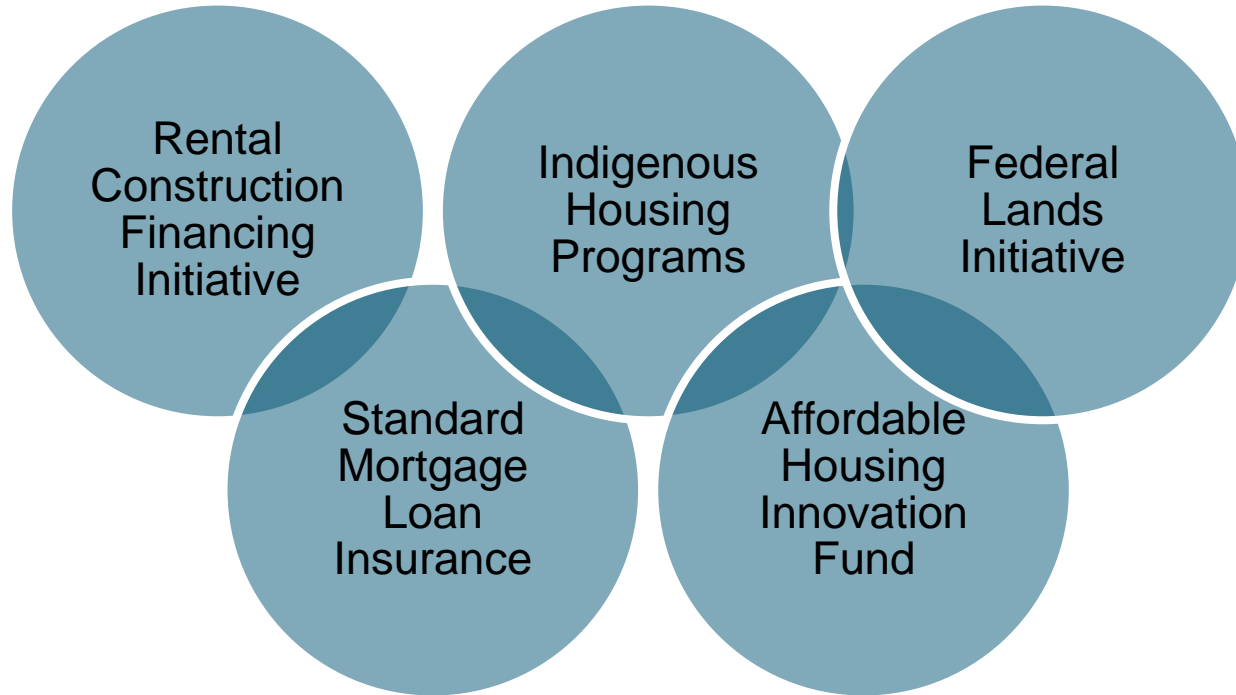 Rental
Construction
Financing
Initiative
Indigenous
Housing
Programs
Federal
Lands
Initiative
Standard
Mortgage
Loan
Insurance
Affordable
Housing
Innovation
Fund